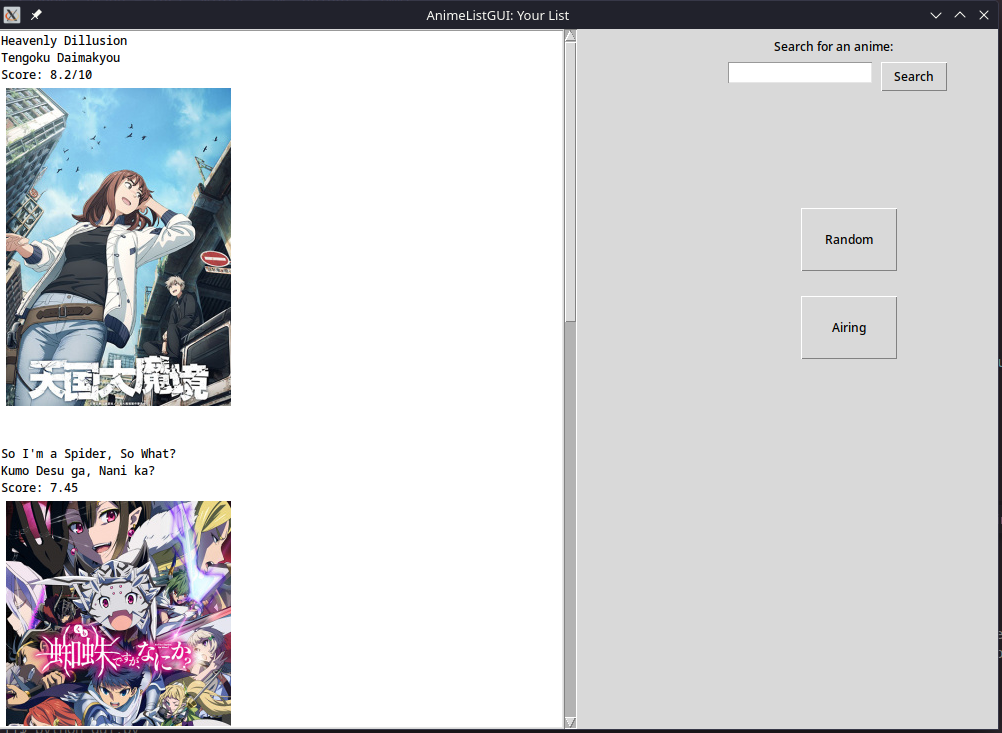 AnimeListGUI: Your List
Heavenly Dillusion
Tengoku Daimakyou
Score: 8.2/10
天国大魔境
So I'm a Spider, So What?
Kumo Desu ga, Nani ka?
Score: 7.45
蜘蛛ですが、なにか?
Search for an anime:
Search
Random
Airing